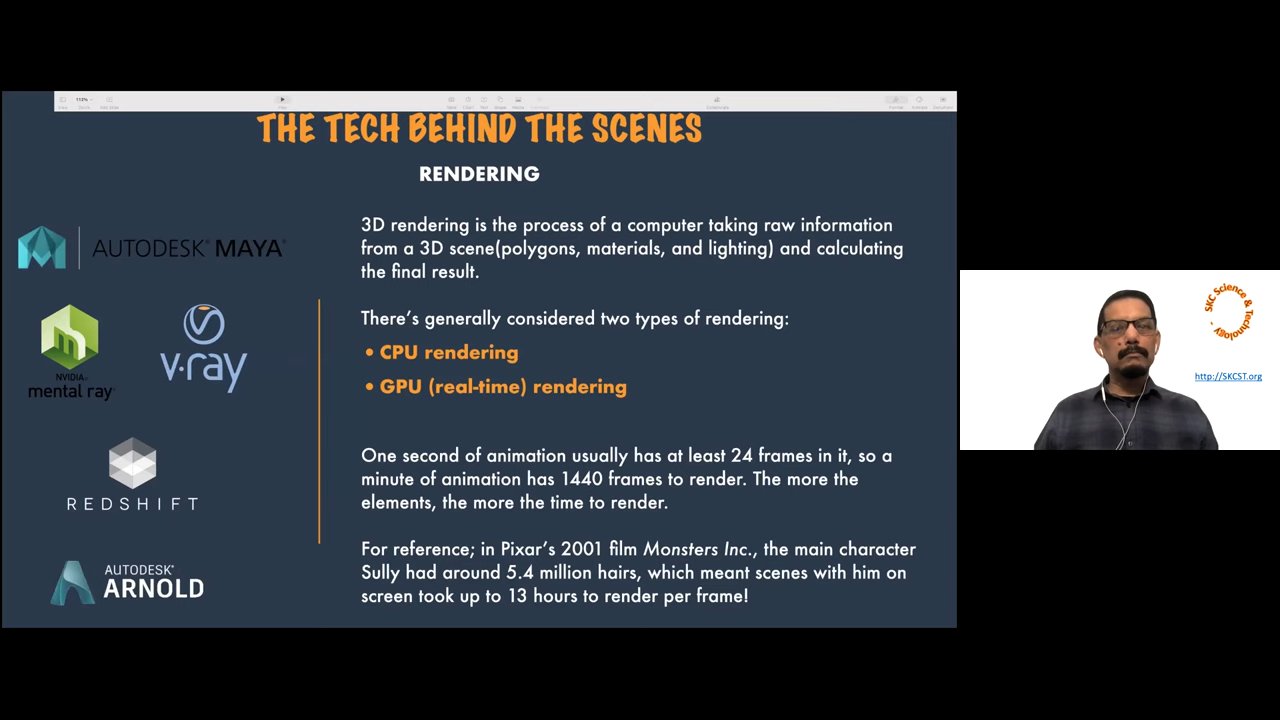 113%
THE TECH BEHIND THE SCENES
RENDERING
AUTODESK® MAYA®
NVIDIA®
mental ray®
v·ray
REDSHIFT
AUTODESK®
ARNOLD
3D rendering is the process of a computer taking raw information
from a 3D scene(polygons, materials, and lighting) and calculating
the final result.
There's generally considered two types of rendering:
• CPU rendering
• GPU (real-time) rendering
One second of animation usually has at least 24 frames in it, so a
minute of animation has 1440 frames to render. The more the
elements, the more the time to render.
For reference; in Pixar's 2001 film Monsters Inc., the main character
Sully had around 5.4 million hairs, which meant scenes with him on
screen took up to 13 hours to render per frame!
SKC Science & Technology -
http://SKCST.org